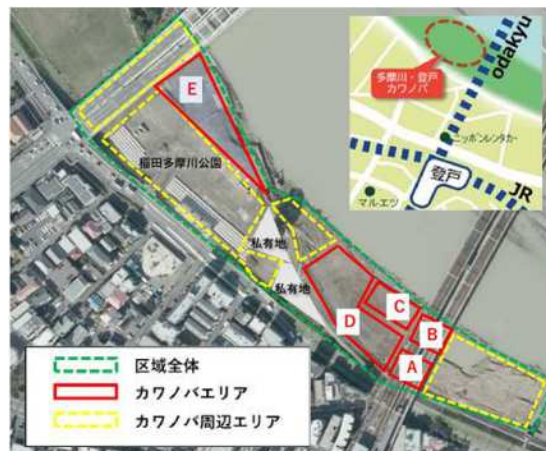 E
稲田多摩川公園
私有地
私有地
D
C
B
A
区域全体
カワノバエリア
カワノバ周辺エリア
多摩川・登戸
カワノバ
odakyu
ニッポンレンタカー
登戸
JR
マルエツ